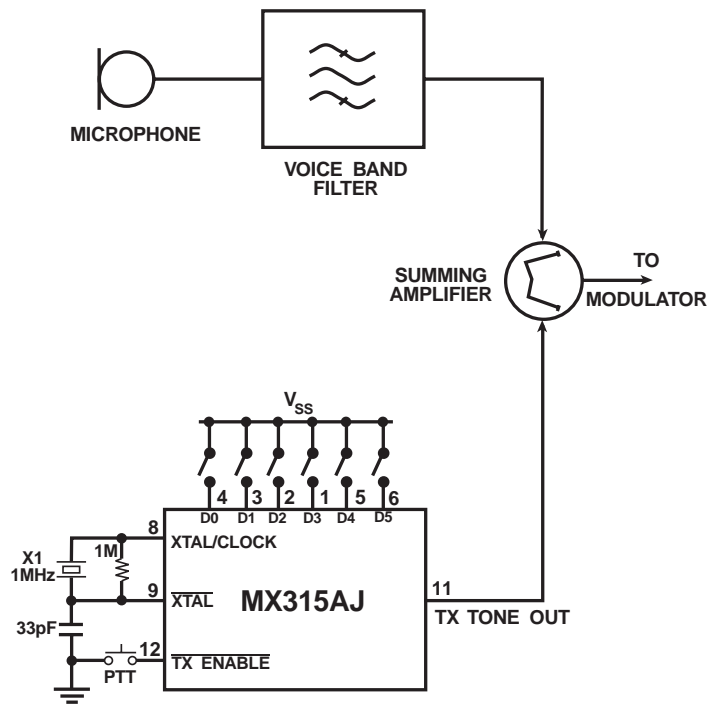 MICROPHONE
VOICE BAND
FILTER
SUMMING
AMPLIFIER
TO
MODULATOR
VSS
4 3 2 1 5 6
D0 D1 D2 D3 D4 D5
8
XTAL/CLOCK
X1
1MHz
1M
9
XTAL
MX315AJ
11
TX TONE OUT
33pF
12
TX ENABLE
PTT